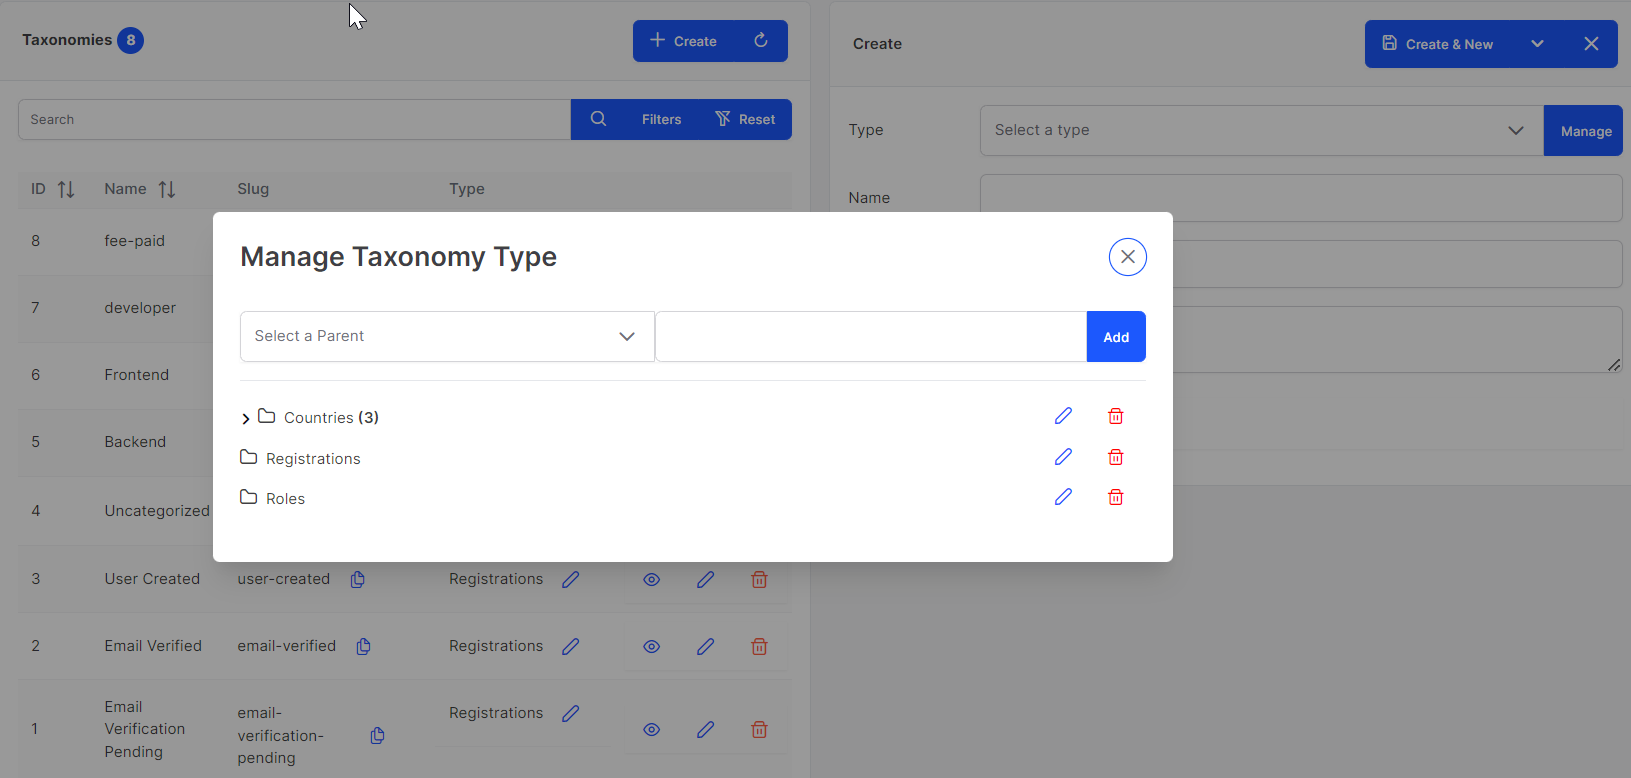 Taxonomies 8
Create
Search
Filters
Reset
ID Name Slug Type
8 fee-paid
7 developer
6 Frontend
5 Backend
4 Uncategorized
3 User Created user-created Registrations
2 Email Verified email-verified Registrations
1 Email Verification Pending email-verification-pending Registrations
Create
Create & New
Type Select a type Manage
Name
Manage Taxonomy Type
Select a Parent Add
Countries (3)
Registrations
Roles